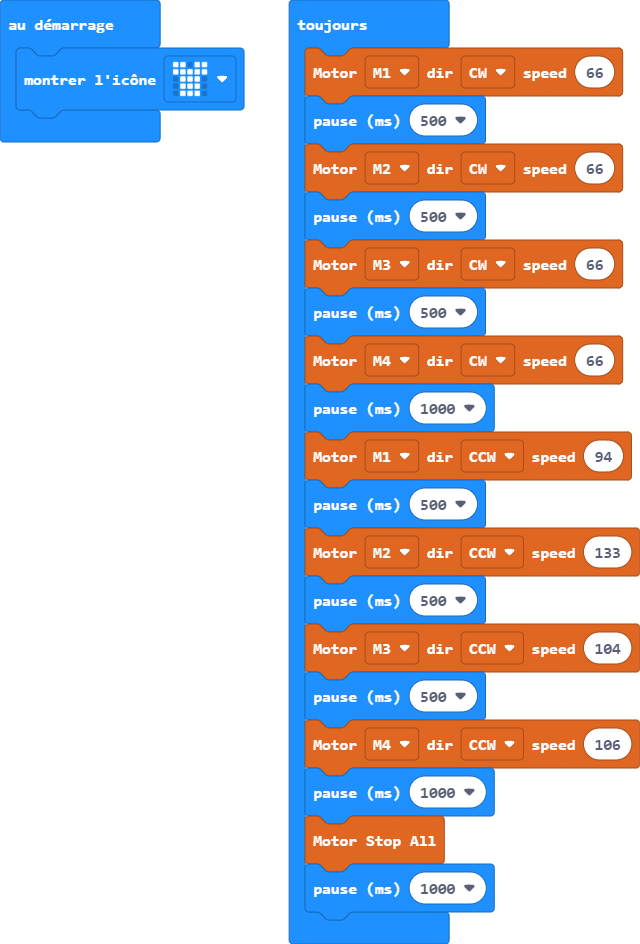 au démarrage
montrer l'icône
toujours
Motor M1 dir CW speed 66
pause (ms) 500
Motor M2 dir CW speed 66
pause (ms) 500
Motor M3 dir CW speed 66
pause (ms) 500
Motor M4 dir CW speed 66
pause (ms) 1000
Motor M1 dir CCW speed 94
pause (ms) 500
Motor M2 dir CCW speed 133
pause (ms) 500
Motor M3 dir CCW speed 104
pause (ms) 500
Motor M4 dir CCW speed 106
pause (ms) 1000
Motor Stop All
pause (ms) 1000